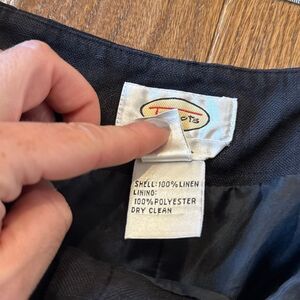 SHELL: 100% LINEN
LINING:
100% POLYESTER
DRY CLEAN